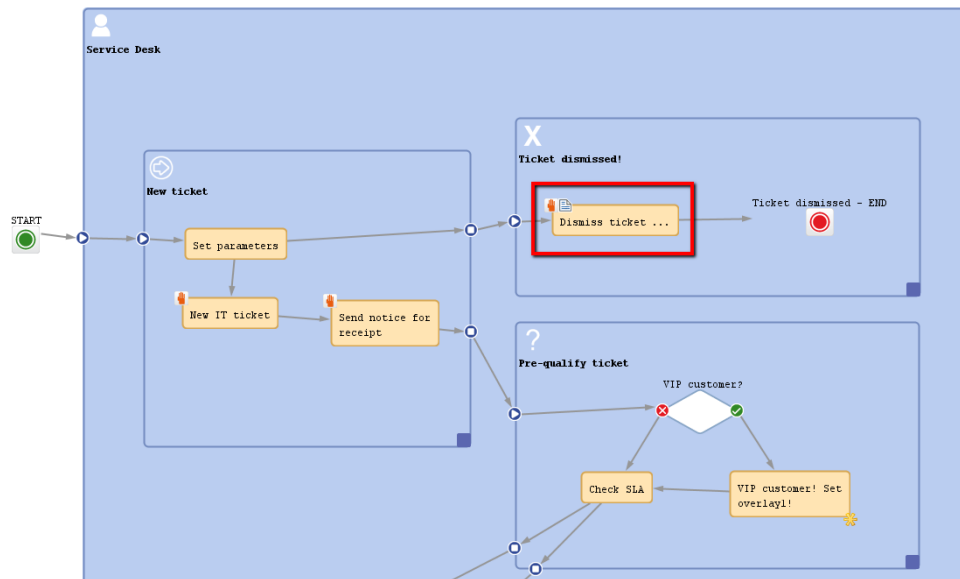 Service Desk
X
Ticket dismissed!
New ticket
START
Ticket dismissed - END
Dismiss ticket ...
Set parameters
New IT ticket
Send notice for
receipt
?
Pre-qualify ticket
VIP customer?
Check SLA
VIP customer! Set
overlay1!